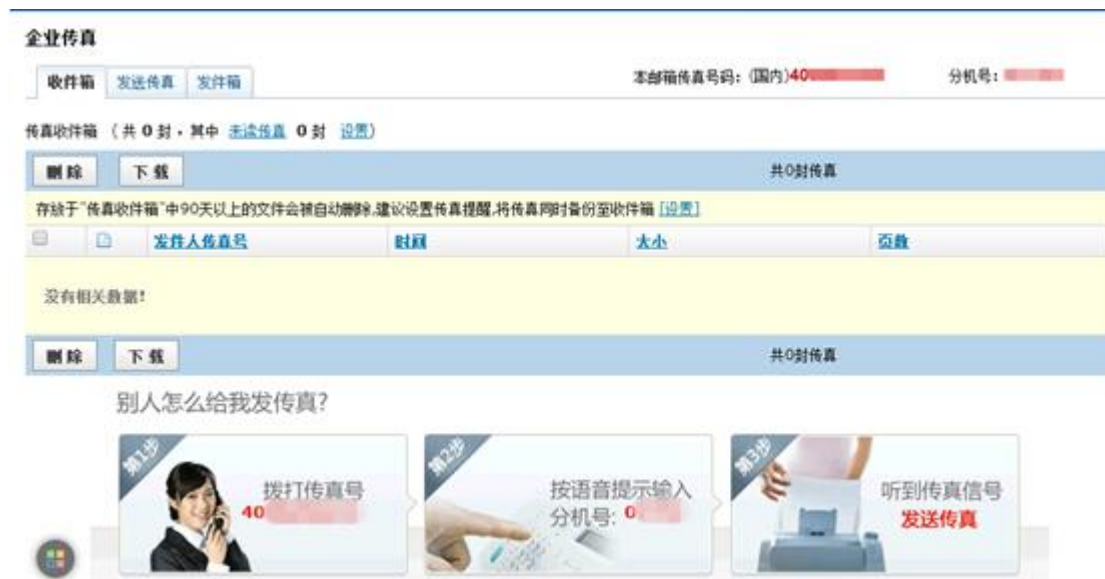 企业传真
收件箱 发送传真 发件箱 本邮箱传真号码：(国内)40 分机号：
传真收件箱 （共 0 封，其中 未读传真 0 封 设置）
删除 下载 共0封传真
存放于"传真收件箱"中90天以上的文件会被自动删除,建议设置传真提醒,将传真同时备份至收件箱 [设置]
发件人传真号 时间 大小 页数
没有相关数据!
删除 下载 共0封传真
别人怎么给我发传真?
第1步 第2步 第3步
拨打传真号 按语音提示输入 听到传真信号
40 分机号: 0 发送传真